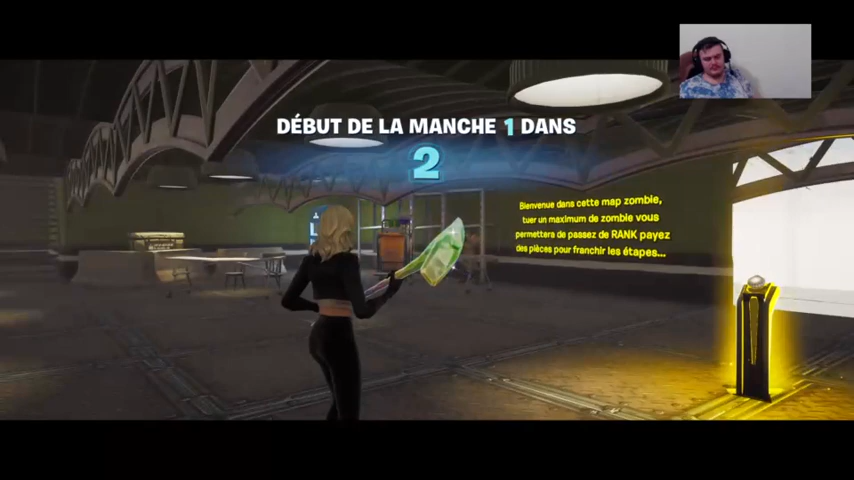 DÉBUT DE LA MANCHE 1 DANS
2
Bienvenue dans cette map zombie,
tuer un maximum de zombie vous
permettera de passez de RANK payez
des pièces pour franchir les étapes...